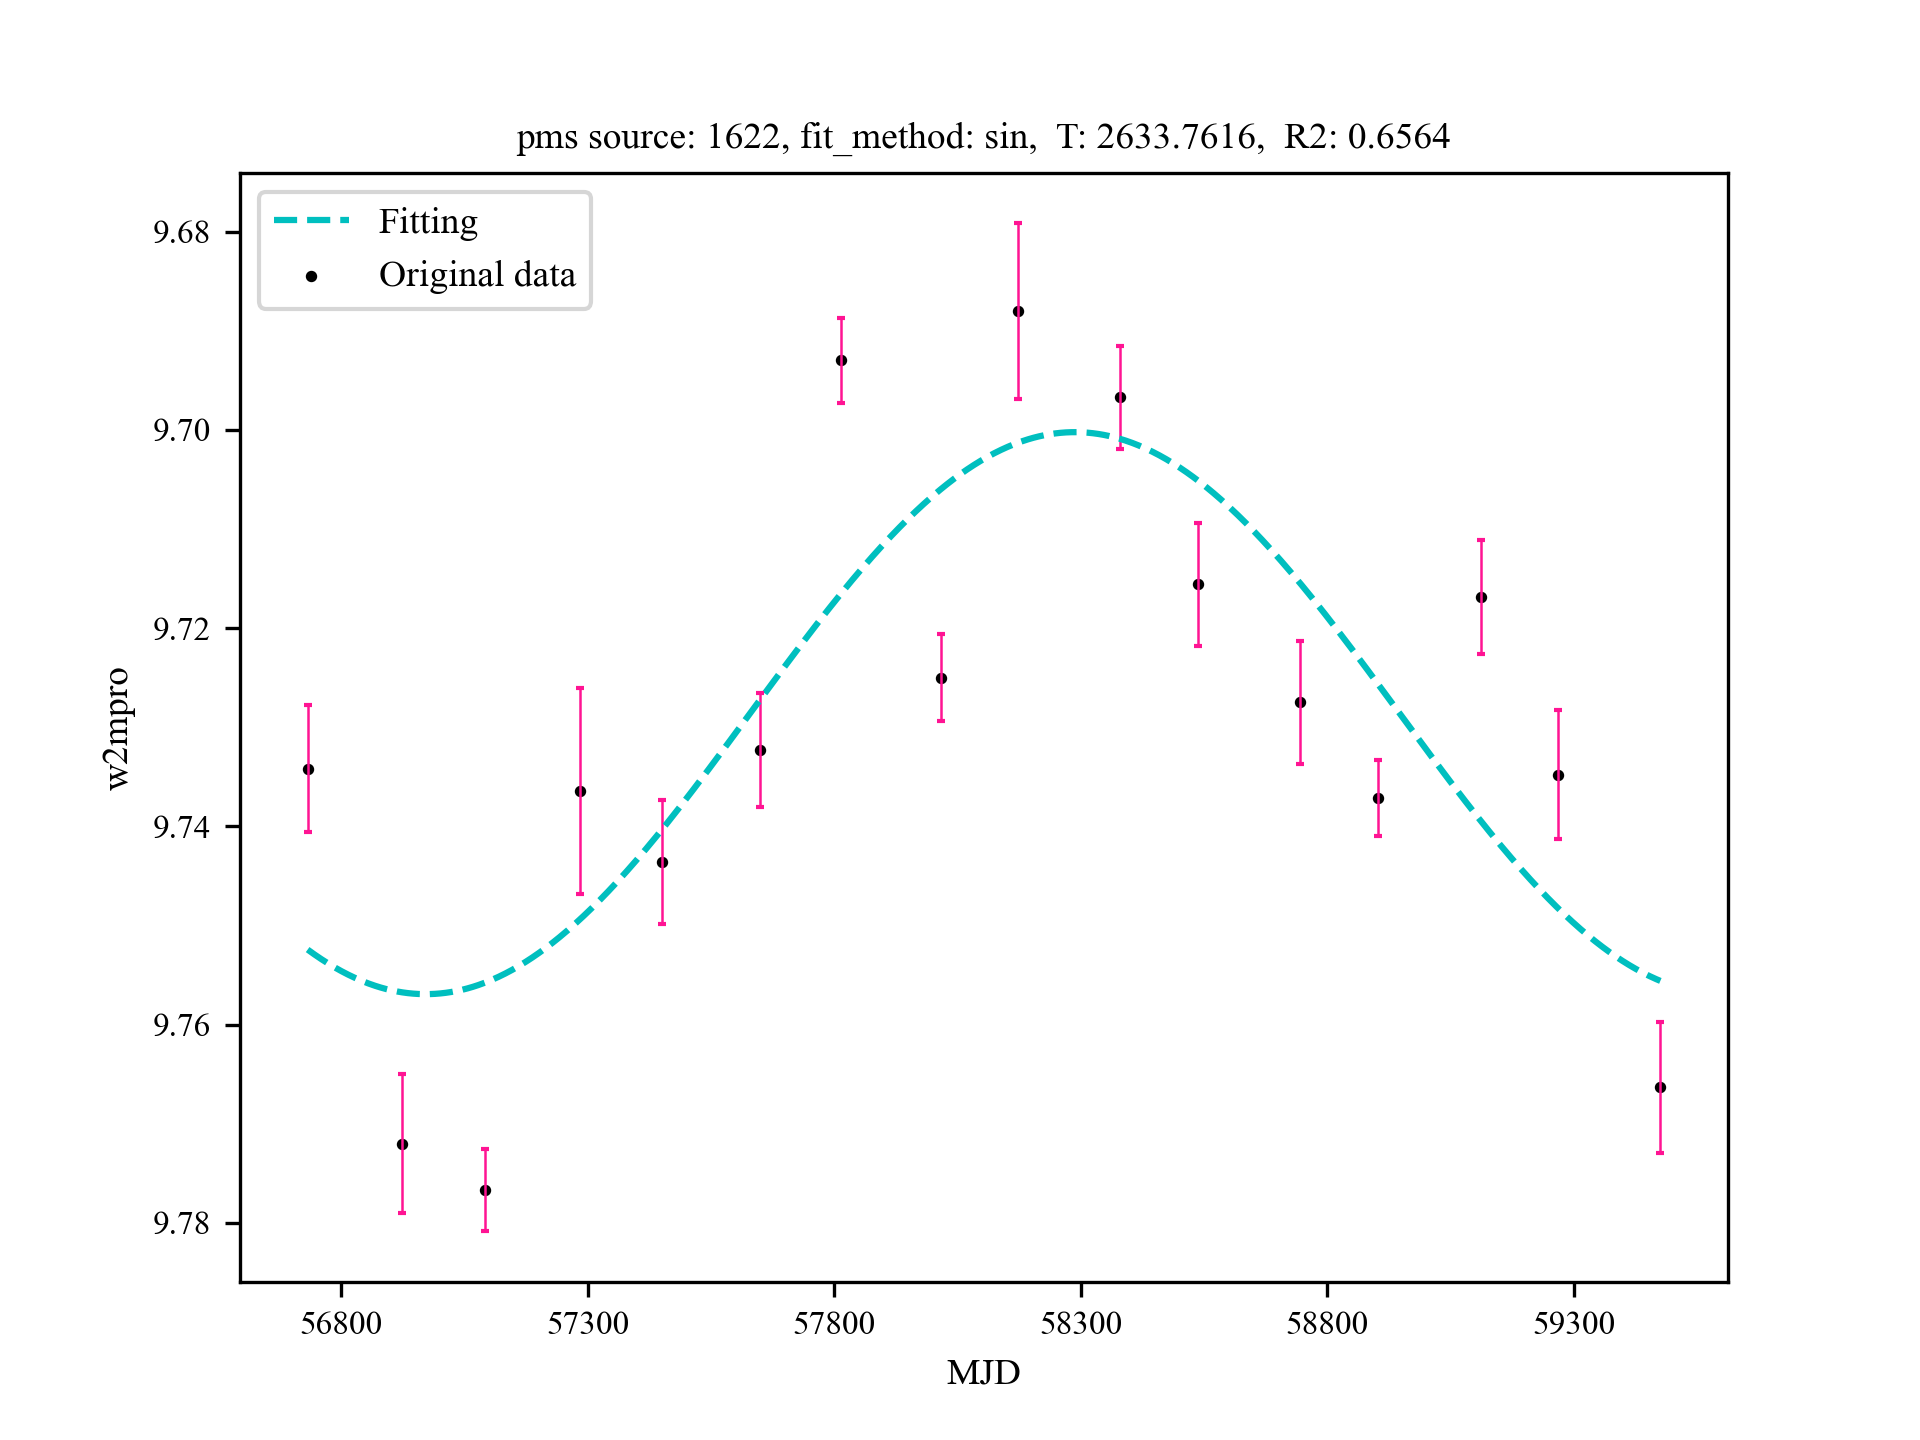 pms source: 1622, fit_method: sin,  T: 2633.7616,  R2: 0.6564
Fitting
Original data
9.68
9.70
9.72
9.74
9.76
9.78
w2mpro
56800 57300 57800 58300 58800 59300
MJD